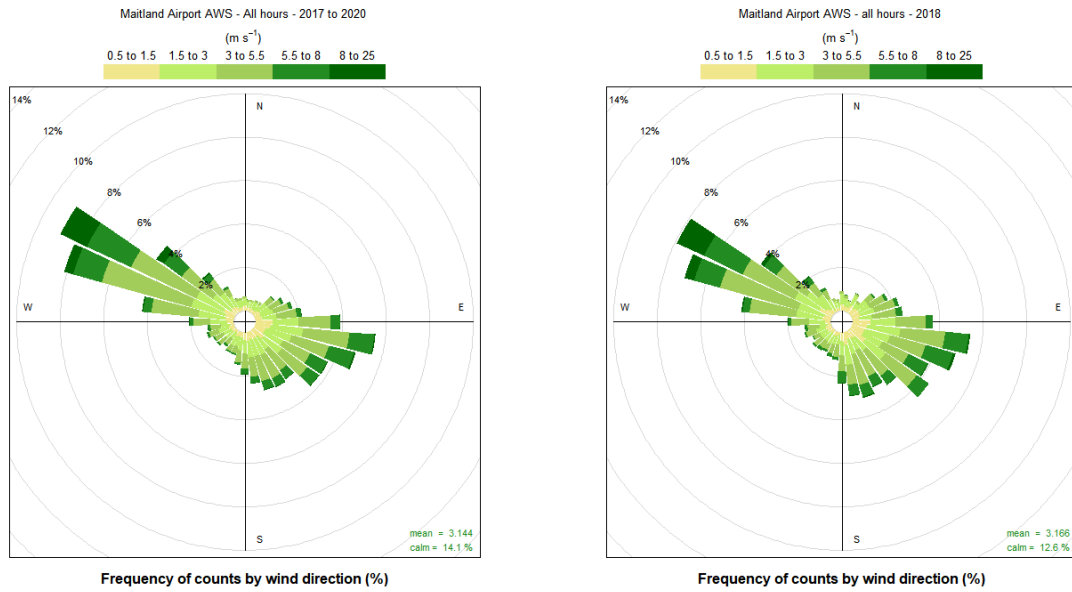 Maitland Airport AWS - All hours - 2017 to 2020
(m s⁻¹)
0.5 to 1.5 1.5 to 3 3 to 5.5 5.5 to 8 8 to 25
14%
12%
10%
8%
6%
4%
2%
N
W
E
S
mean = 3.144
calm = 14.1 %
Frequency of counts by wind direction (%)
Maitland Airport AWS - all hours - 2018
(m s⁻¹)
0.5 to 1.5 1.5 to 3 3 to 5.5 5.5 to 8 8 to 25
14%
12%
10%
8%
6%
4%
2%
N
W
E
S
mean = 3.166
calm = 12.6 %
Frequency of counts by wind direction (%)